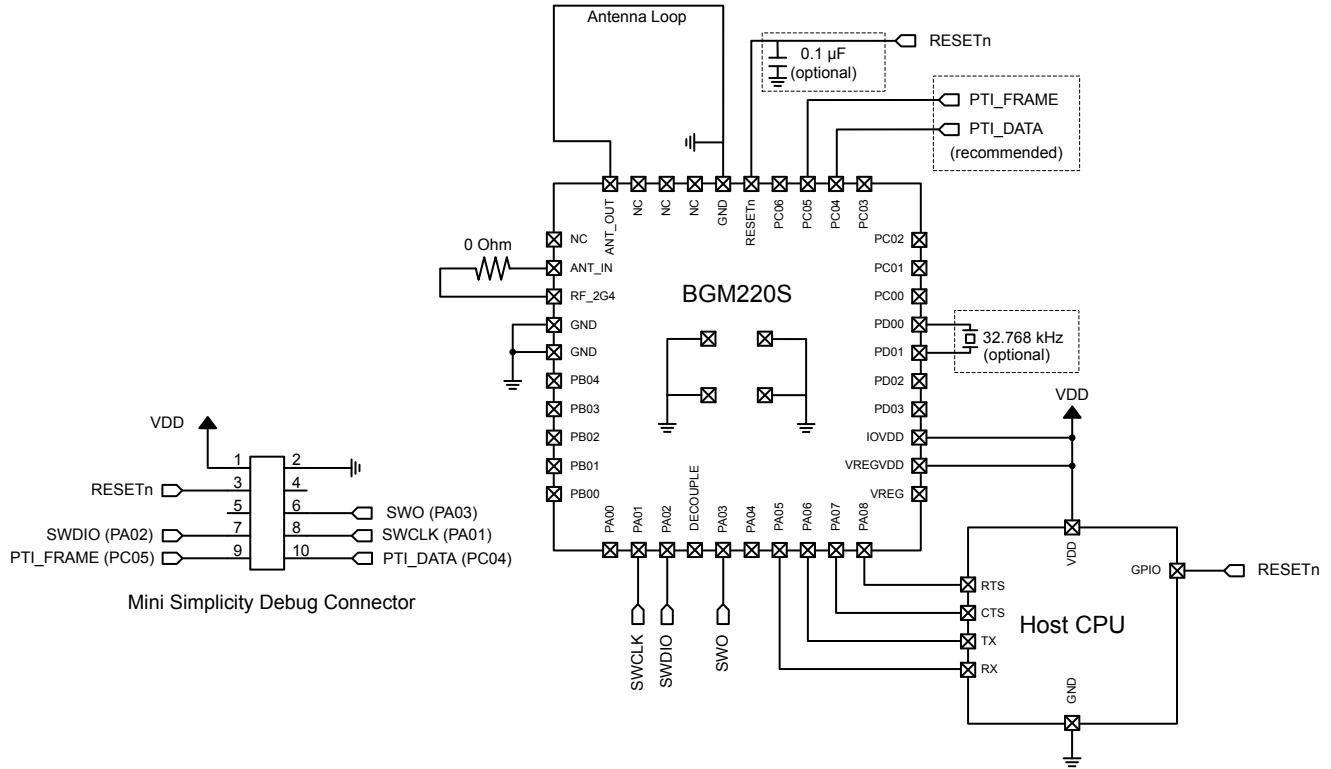 Antenna Loop
RESETn
0.1 µF
(optional)
PTI_FRAME
PTI_DATA
(recommended)
ANT_OUT
NC
NC
NC
GND
RESETn
PC06
PC05
PC04
PC03
0 Ohm
NC
ANT_IN
RF_2G4
GND
GND
PB04
PB03
PB02
PB01
PB00
BGM220S
PC02
PC01
PC00
PD00
PD01
PD02
PD03
IOVDD
VREGVDD
VREG
32.768 kHz
(optional)
VDD
PA00
PA01
PA02
DECOUPLE
PA03
PA04
PA05
PA06
PA07
PA08
SWCLK
SWDIO
SWO
VDD
1 2
RESETn 3 4
5 6 SWO (PA03)
SWDIO (PA02) 7 8 SWCLK (PA01)
PTI_FRAME (PC05) 9 10 PTI_DATA (PC04)
Mini Simplicity Debug Connector
VDD
GPIO
RESETn
RTS
CTS
TX
RX
Host CPU
GND